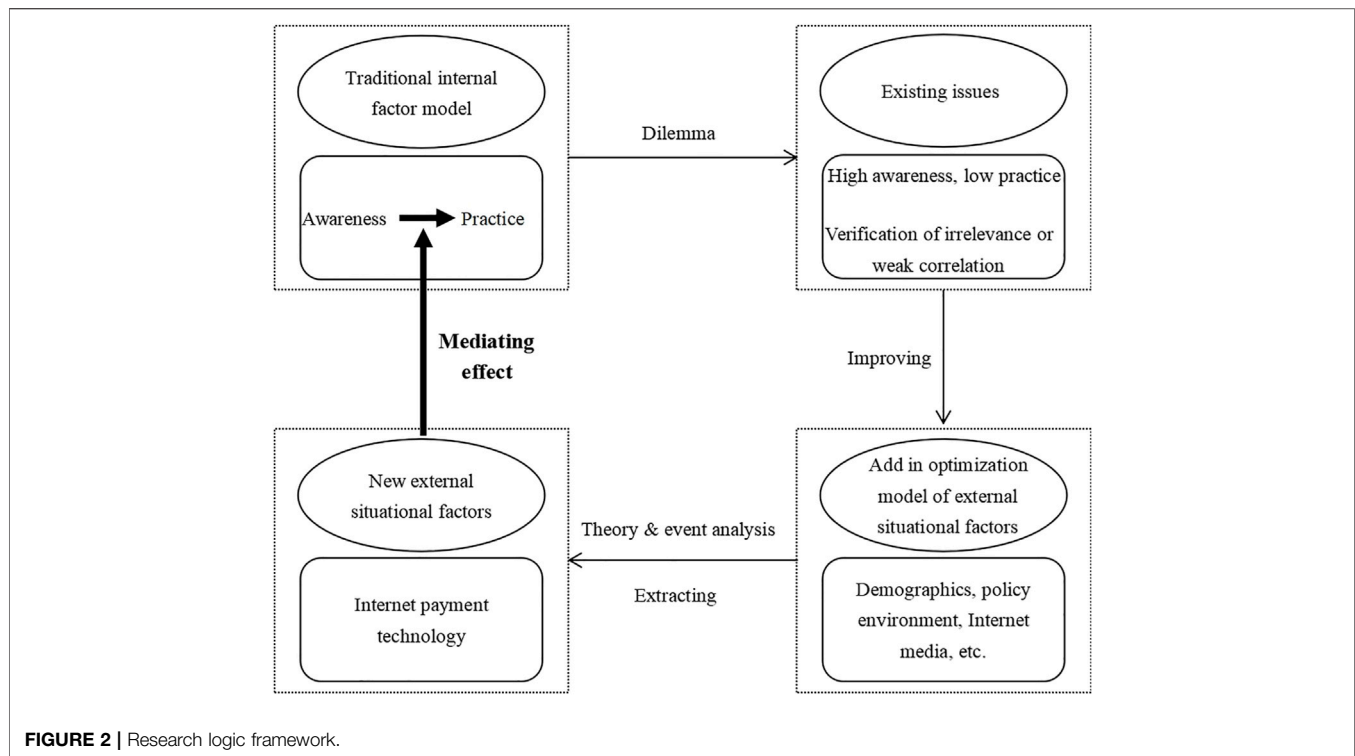 Traditional internal
factor model
Awareness
Practice
Dilemma
Existing issues
High awareness, low practice
Verification of irrelevance or
weak correlation
Mediating
effect
Improving
New external
situational factors
Internet payment
technology
Theory & event analysis
Extracting
Add in optimization
model of external
situational factors
Demographics, policy
environment, Internet
media, etc.
FIGURE 2 | Research logic framework.